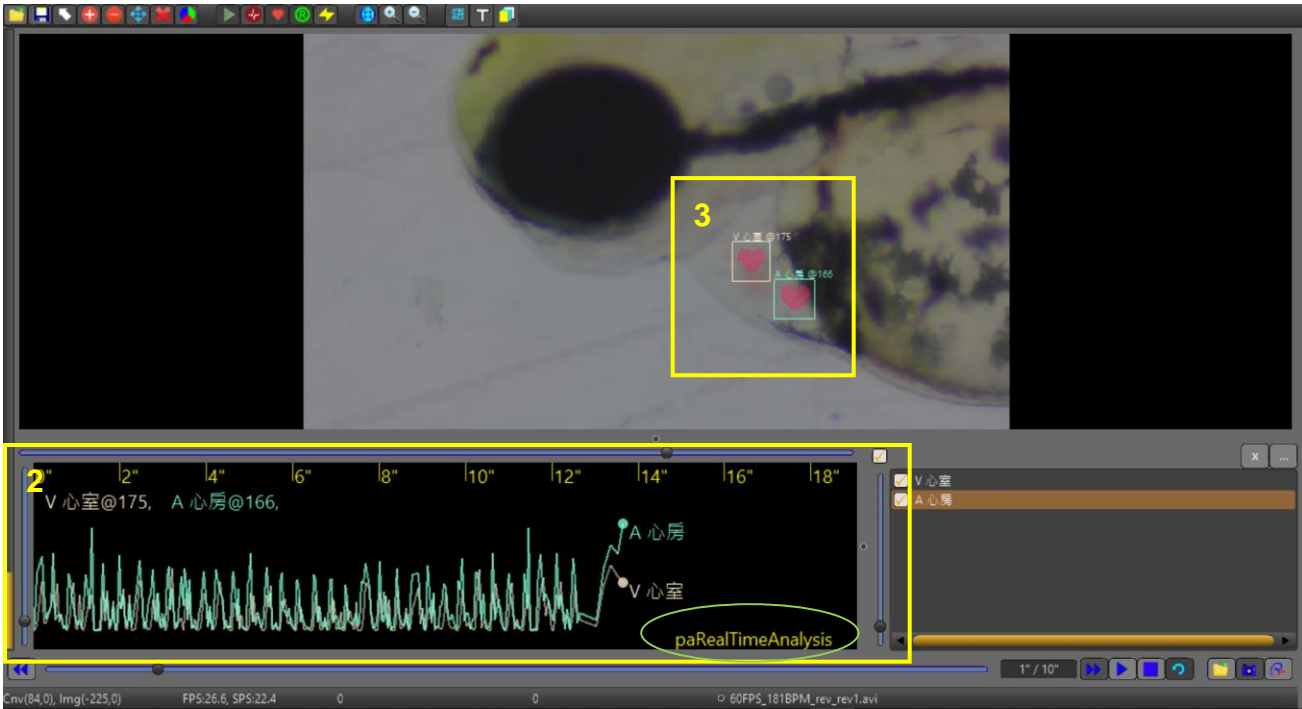 T
3
V 心室 @175
A 心房 @166
2
0" 2" 4" 6" 8" 10" 12" 14" 16" 18"
V 心室@175, A 心房@166,
A 心房
V 心室
paRealTimeAnalysis
x ...
V 心室
A 心房
1" / 10"
Cnv(84,0), Img(-225,0) FPS:26.6, SPS:22.4 0 0 60FPS_181BPM_rev_rev1.avi